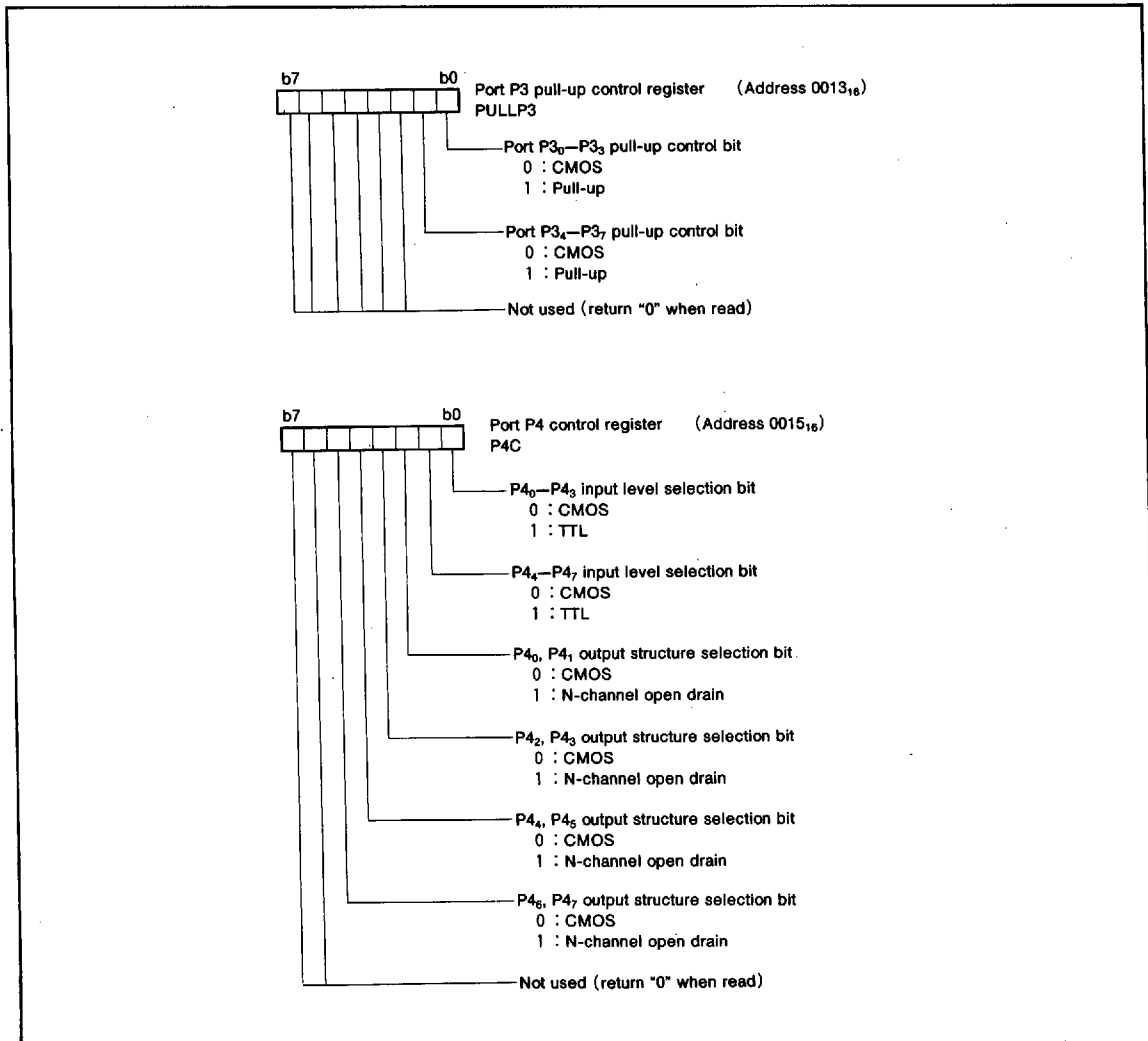 b7 b0
Port P3 pull-up control register (Address 0013₁₆)
PULLP3
Port P3₀—P3₃ pull-up control bit
0 : CMOS
1 : Pull-up
Port P3₄—P3₇ pull-up control bit
0 : CMOS
1 : Pull-up
Not used (return "0" when read)
b7 b0
Port P4 control register (Address 0015₁₆)
P4C
P4₀—P4₃ input level selection bit
0 : CMOS
1 : TTL
P4₄—P4₇ input level selection bit
0 : CMOS
1 : TTL
P4₀, P4₁ output structure selection bit
0 : CMOS
1 : N-channel open drain
P4₂, P4₃ output structure selection bit
0 : CMOS
1 : N-channel open drain
P4₄, P4₅ output structure selection bit
0 : CMOS
1 : N-channel open drain
P4₆, P4₇ output structure selection bit
0 : CMOS
1 : N-channel open drain
Not used (return "0" when read)